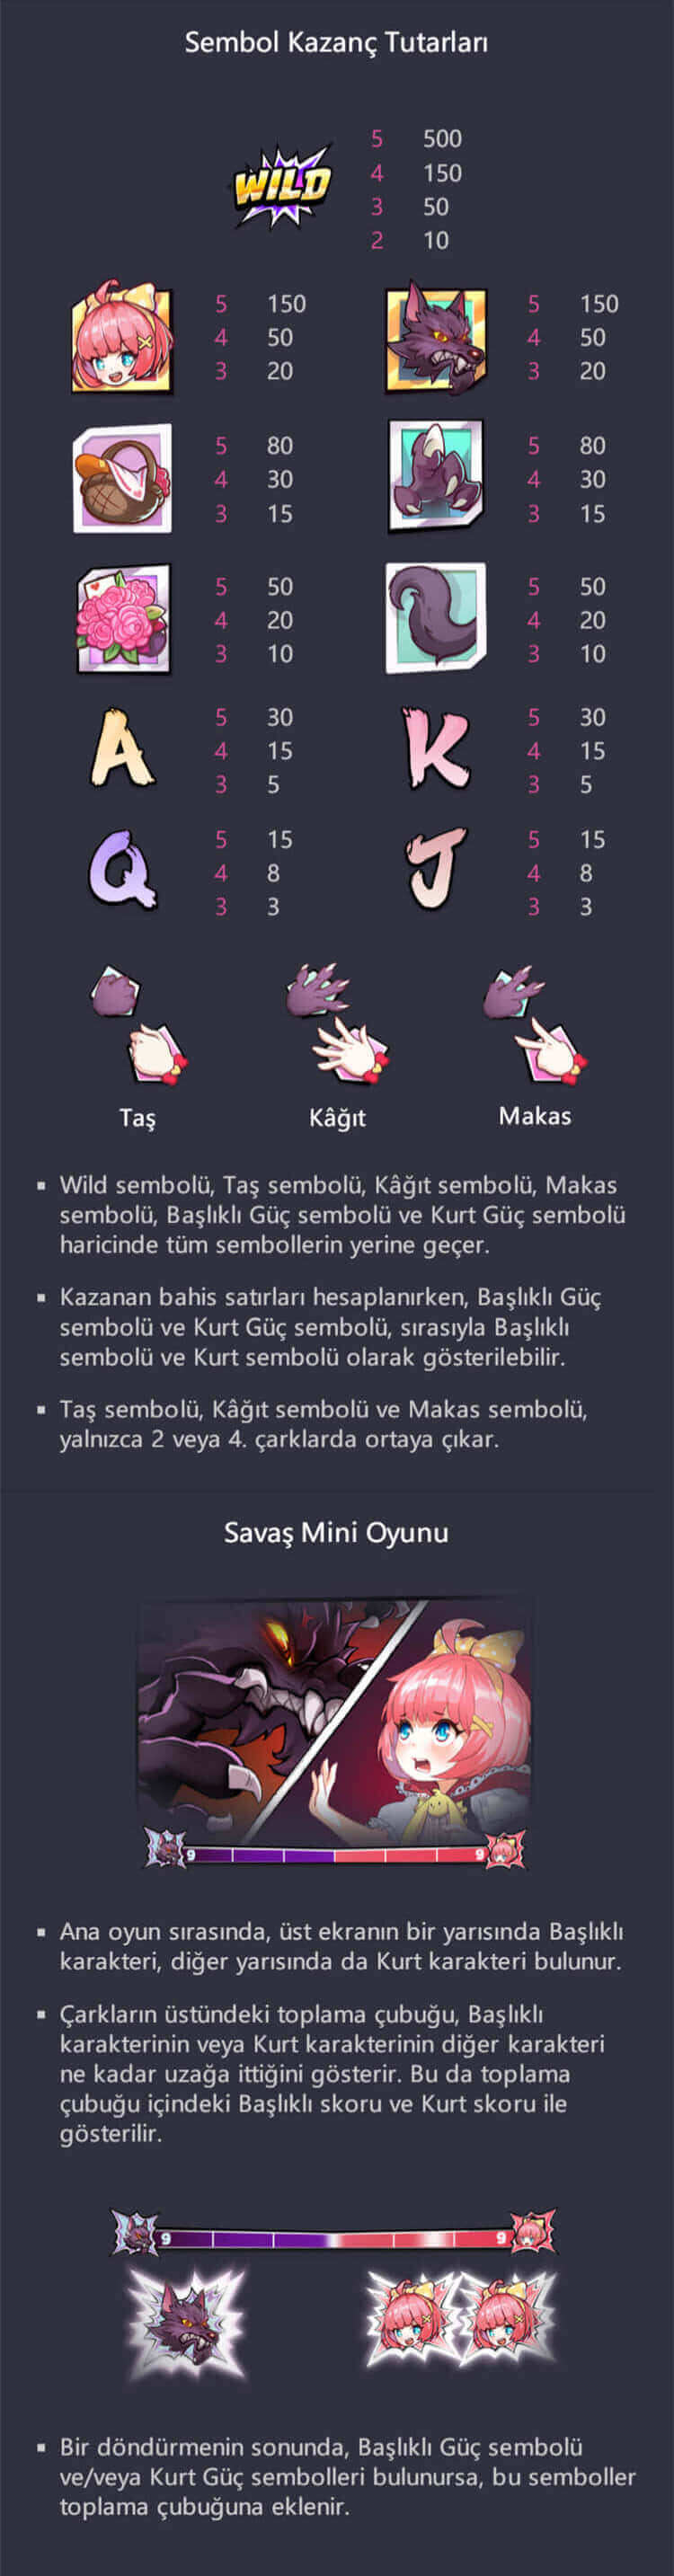 Sembol Kazanç Tutarları
WILD
5 500
4 150
3 50
2 10
5 150 5 150
4 50 4 50
3 20 3 20
5 80 5 80
4 30 4 30
3 15 3 15
5 50 5 50
4 20 4 20
3 10 3 10
A 5 30 K 5 30
4 15 4 15
3 5 3 5
Q 5 15 J 5 15
4 8 4 8
3 3 3 3
Taş Kâğıt Makas
▪ Wild sembolü, Taş sembolü, Kâğıt sembolü, Makas
sembolü, Başlıklı Güç sembolü ve Kurt Güç sembolü
haricinde tüm sembollerin yerine geçer.
▪ Kazanan bahis satırları hesaplanırken, Başlıklı Güç
sembolü ve Kurt Güç sembolü, sırasıyla Başlıklı
sembolü ve Kurt sembolü olarak gösterilebilir.
▪ Taş sembolü, Kâğıt sembolü ve Makas sembolü,
yalnızca 2 veya 4. çarklarda ortaya çıkar.
Savaş Mini Oyunu
9 9
▪ Ana oyun sırasında, üst ekranın bir yarısında Başlıklı
karakteri, diğer yarısında da Kurt karakteri bulunur.
▪ Çarkların üstündeki toplama çubuğu, Başlıklı
karakterinin veya Kurt karakterinin diğer karakteri
ne kadar uzağa ittiğini gösterir. Bu da toplama
çubuğu içindeki Başlıklı skoru ve Kurt skoru ile
gösterilir.
9 9
▪ Bir döndürmenin sonunda, Başlıklı Güç sembolü
ve/veya Kurt Güç sembolleri bulunursa, bu semboller
toplama çubuğuna eklenir.